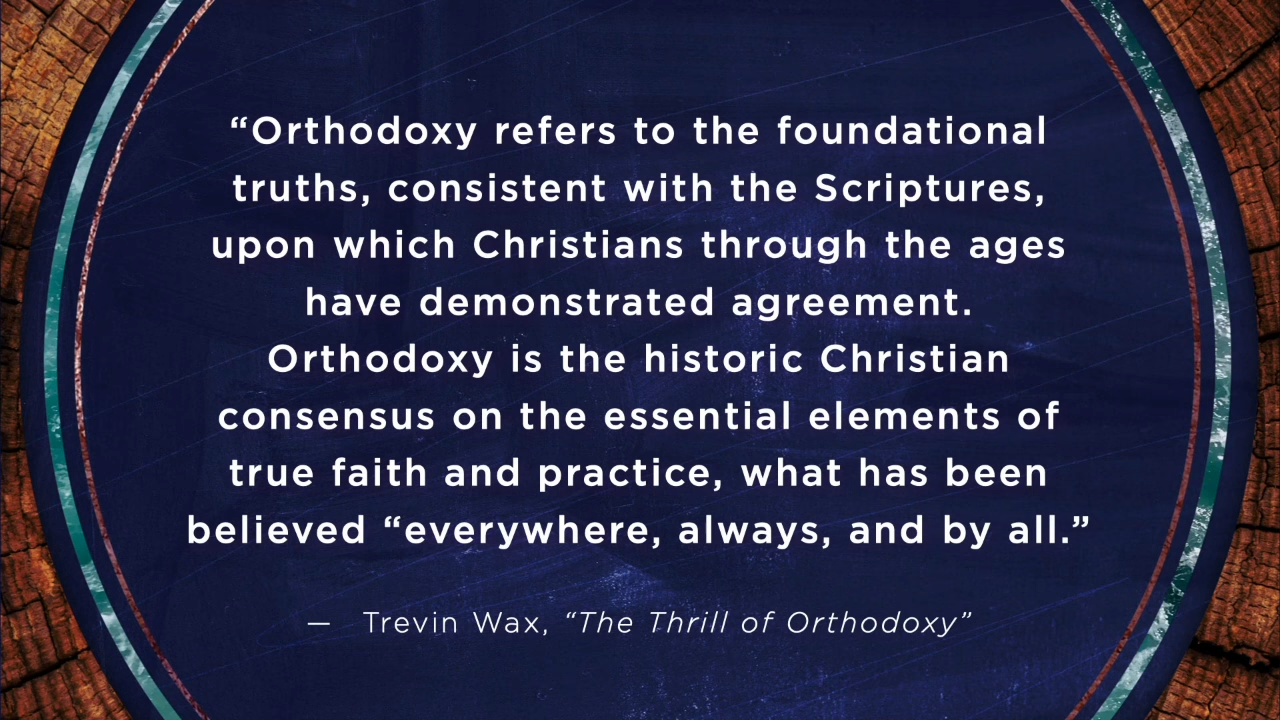 “Orthodoxy refers to the foundational
truths, consistent with the Scriptures,
upon which Christians through the ages
have demonstrated agreement.
Orthodoxy is the historic Christian
consensus on the essential elements of
true faith and practice, what has been
believed “everywhere, always, and by all.”
— Trevin Wax, “The Thrill of Orthodoxy”